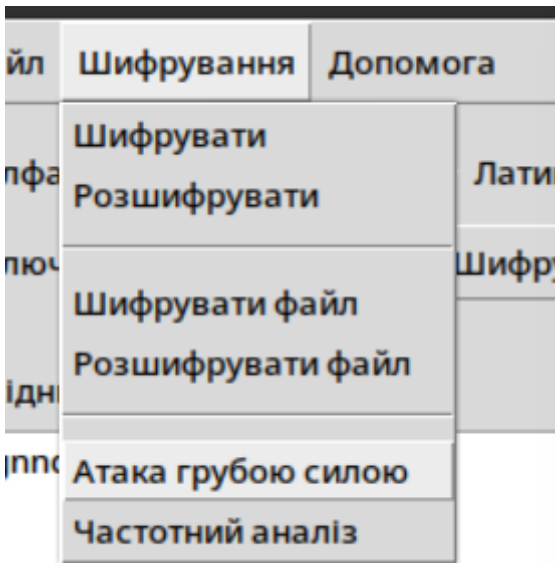 Шифрування Допомога
Шифрувати
Розшифрувати
Шифрувати файл
Розшифрувати файл
Атака грубою силою
Частотний аналіз